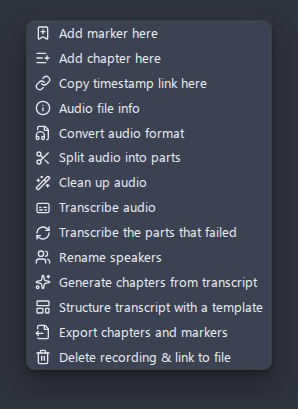 Add marker here
Add chapter here
Copy timestamp link here
Audio file info
Convert audio format
Split audio into parts
Clean up audio
Transcribe audio
Transcribe the parts that failed
Rename speakers
Generate chapters from transcript
Structure transcript with a template
Export chapters and markers
Delete recording & link to file